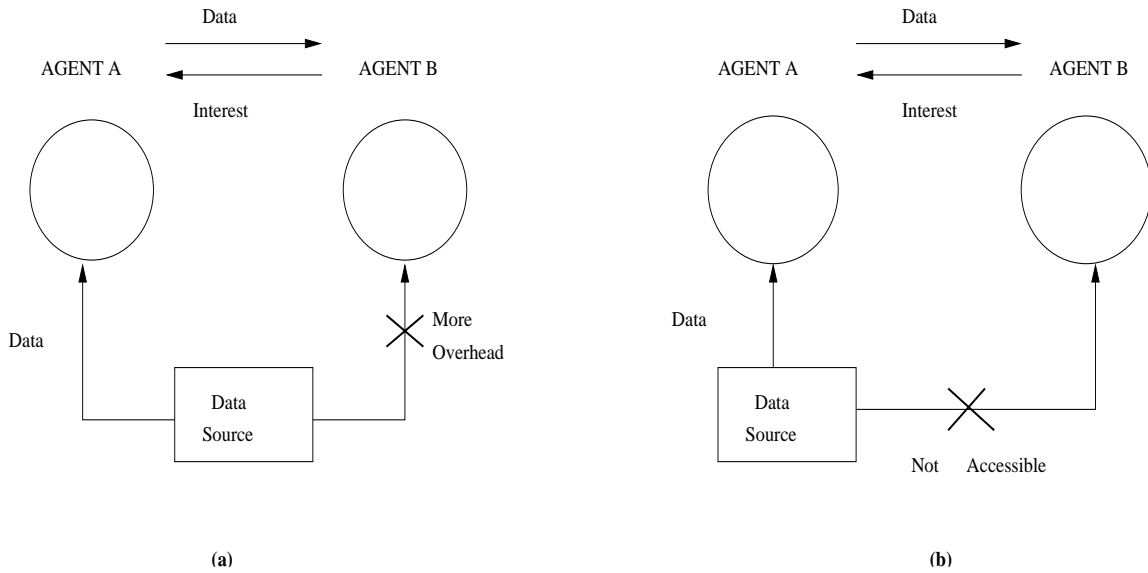 Data
AGENT A
AGENT B
Interest
Data
More
Overhead
Data
Source
(a)
Data
AGENT A
AGENT B
Interest
Data
Data
Source
Not Accessible
(b)